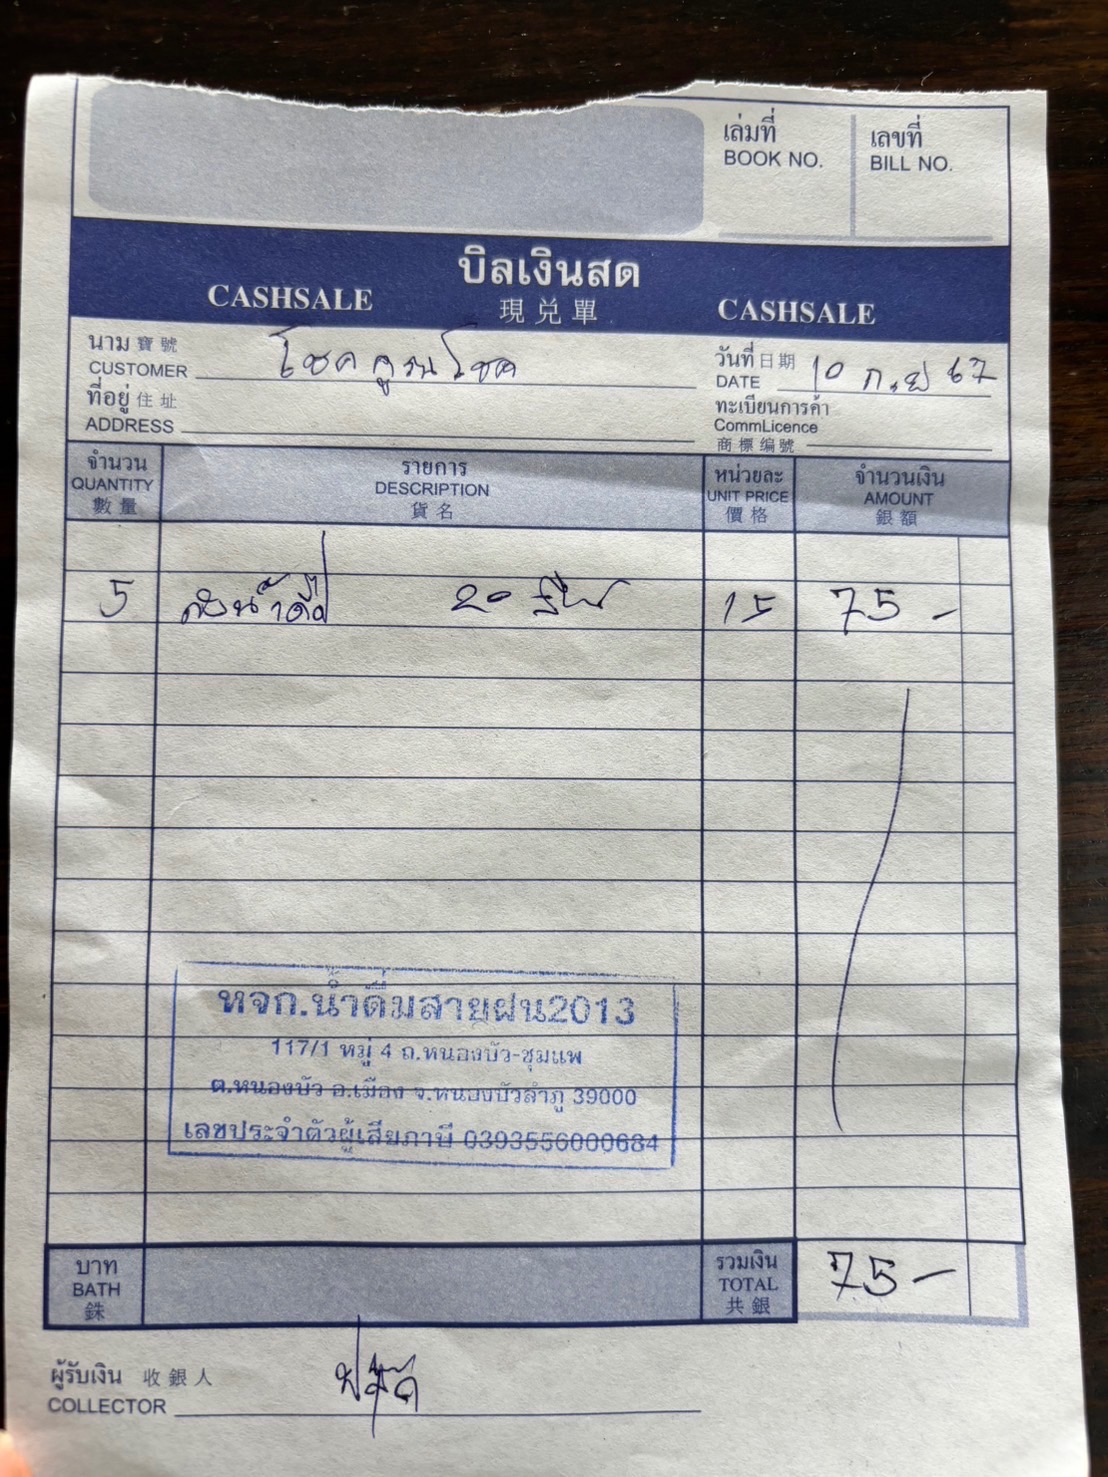 เล่มที่ เลขที่
BOOK NO. BILL NO.
บิลเงินสด
CASHSALE 現兑單 CASHSALE
นาม 寶號 โชคคูณโชค วันที่ 日期 10 ก.ย 67
CUSTOMER DATE
ที่อยู่ 住址 ทะเบียนการค้า
ADDRESS CommLicence
商標编號
จำนวน รายการ หน่วยละ จำนวนเงิน
QUANTITY DESCRIPTION UNIT PRICE AMOUNT
數量 貨名 價格 銀額
5 ถังน้ำดื่ม 20 ลิตร 15 75 -
หจก.น้ำดื่มสายฝน2013
117/1 หมู่ 4 ถ.หนองบัว-ชุมแพ
ต.หนองบัว อ.เมือง จ.หนองบัวลำภู 39000
เลขประจำตัวผู้เสียภาษี 0393556000684
บาท รวมเงิน 75 -
BATH TOTAL
銖 共銀
ผู้รับเงิน 收銀人
COLLECTOR